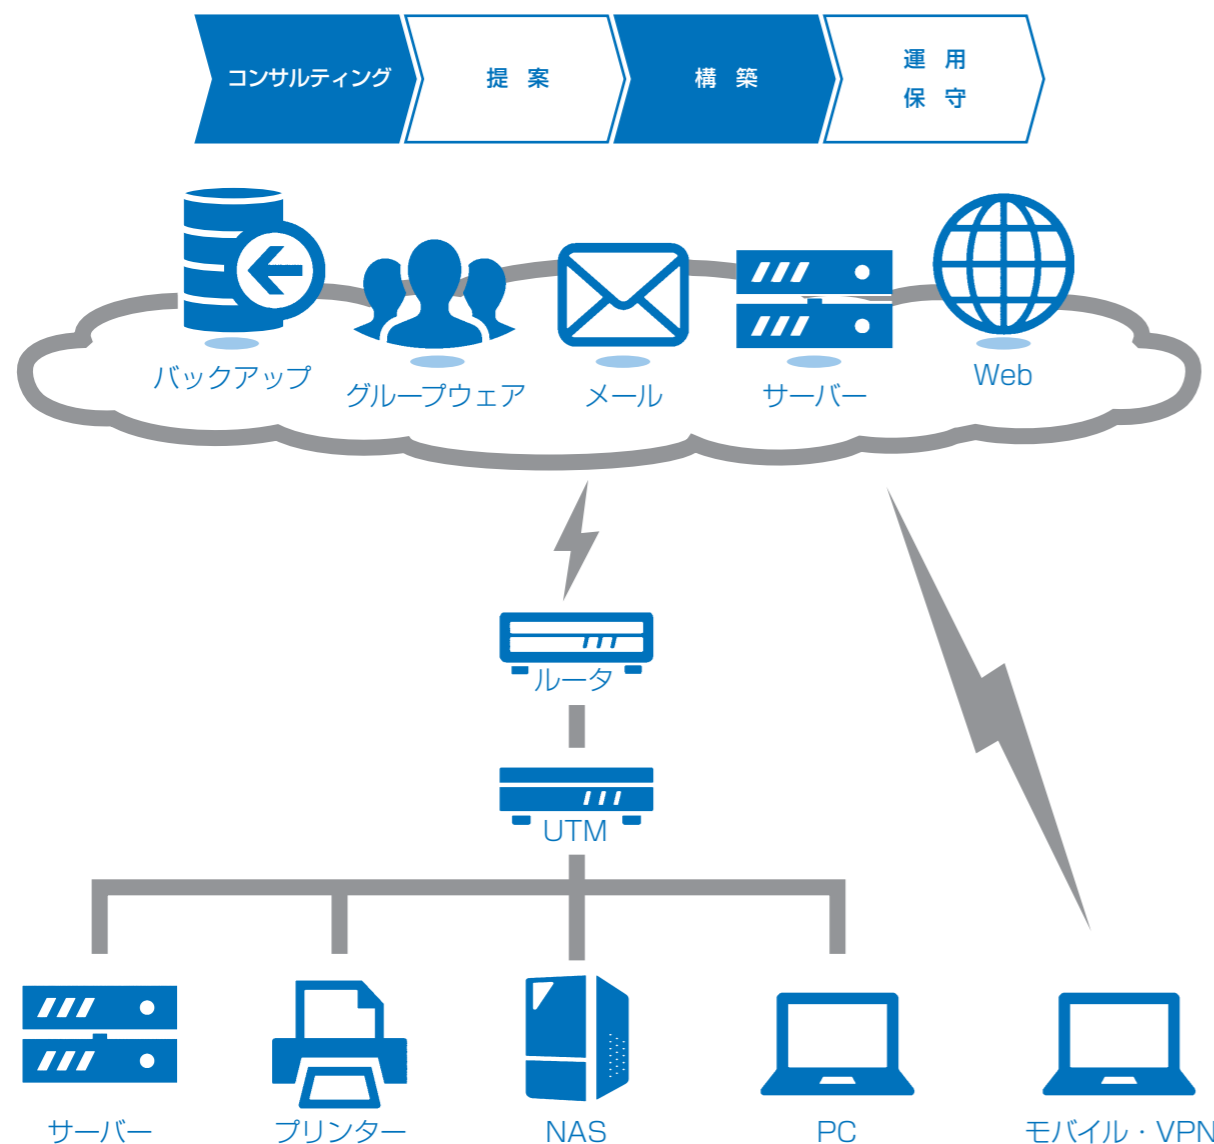 コンサルティング
提案
構築
運用
保守
バックアップ
グループウェア
メール
サーバー
Web
ルータ
UTM
サーバー
プリンター
NAS
PC
モバイル・VPN